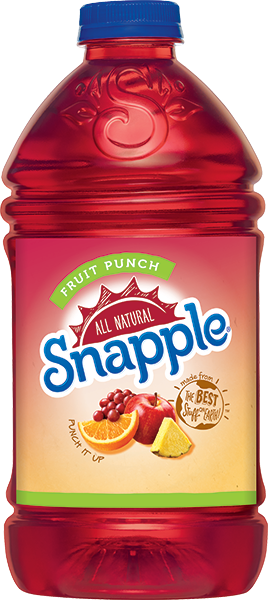 FRUIT PUNCH
ALL NATURAL
Snapple®
made from
THE BEST
STUFF on EARTH!
PUNCH IT UP